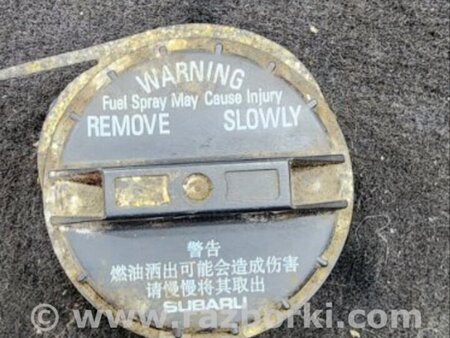 WARNING
Fuel Spray May Cause Injury
REMOVE SLOWLY
警告
燃油洒出可能会造成伤害
请慢慢将其取出
SUBARU
© www.razborki.com ©